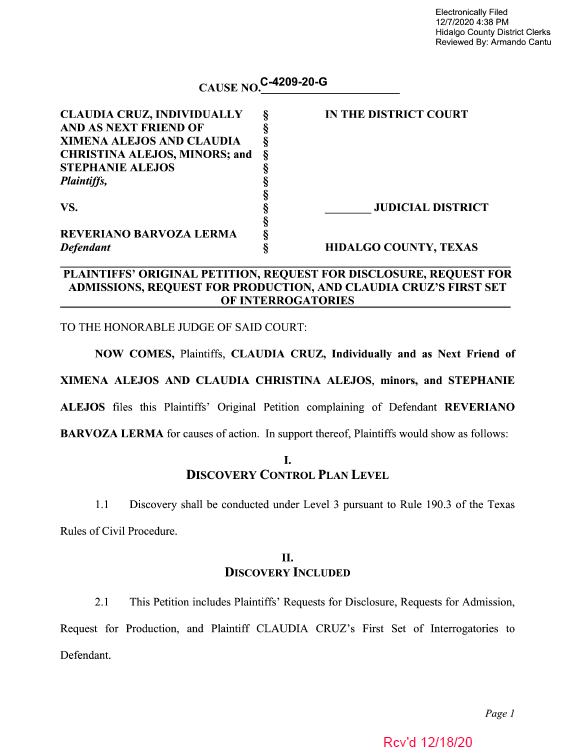 Electronically Filed
12/7/2020 4:38 PM
Hidalgo County District Clerks
Reviewed By: Armando Cantu
CAUSE NO. C-4209-20-G
CLAUDIA CRUZ, INDIVIDUALLY § IN THE DISTRICT COURT
AND AS NEXT FRIEND OF §
XIMENA ALEJOS AND CLAUDIA §
CHRISTINA ALEJOS, MINORS; and §
STEPHANIE ALEJOS §
Plaintiffs, §
§
VS. § ________ JUDICIAL DISTRICT
§
REVERIANO BARVOZA LERMA §
Defendant § HIDALGO COUNTY, TEXAS
PLAINTIFFS' ORIGINAL PETITION, REQUEST FOR DISCLOSURE, REQUEST FOR
ADMISSIONS, REQUEST FOR PRODUCTION, AND CLAUDIA CRUZ'S FIRST SET
OF INTERROGATORIES
TO THE HONORABLE JUDGE OF SAID COURT:
NOW COMES, Plaintiffs, CLAUDIA CRUZ, Individually and as Next Friend of
XIMENA ALEJOS AND CLAUDIA CHRISTINA ALEJOS, minors, and STEPHANIE
ALEJOS files this Plaintiffs' Original Petition complaining of Defendant REVERIANO
BARVOZA LERMA for causes of action. In support thereof, Plaintiffs would show as follows:
I.
DISCOVERY CONTROL PLAN LEVEL
1.1 Discovery shall be conducted under Level 3 pursuant to Rule 190.3 of the Texas
Rules of Civil Procedure.
II.
DISCOVERY INCLUDED
2.1 This Petition includes Plaintiffs' Requests for Disclosure, Requests for Admission,
Request for Production, and Plaintiff CLAUDIA CRUZ's First Set of Interrogatories to
Defendant.
Page 1
Rcv'd 12/18/20